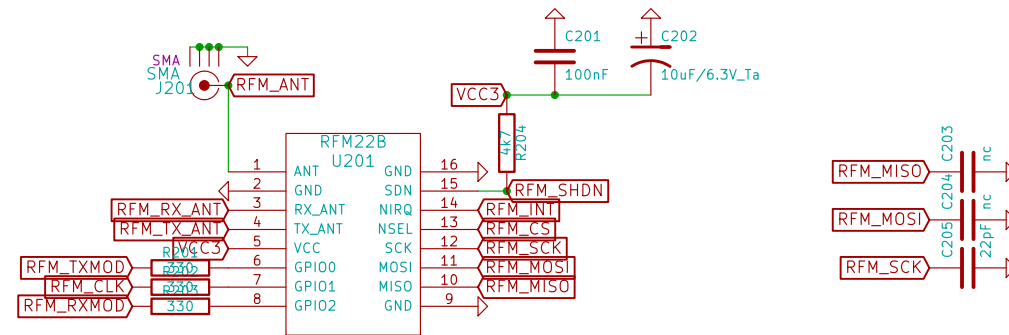 SMA
SMA
J201
RFM_ANT
C201
100nF
C202
10uF/6.3V_Ta
VCC3
4k7
R204
RFM22B
U201
1 ANT GND 16
2 GND SDN 15 RFM_SHDN
RFM_RX_ANT 3 RX_ANT NIRQ 14 RFM_INT
RFM_TX_ANT 4 TX_ANT NSEL 13 RFM_CS
VCC3 5 VCC SCK 12 RFM_SCK
R201
RFM_TXMOD 330 6 GPIO0 MOSI 11 RFM_MOSI
R202
RFM_CLK 330 7 GPIO1 MISO 10 RFM_MISO
R203
RFM_RXMOD 330 8 GPIO2 GND 9
C203
nc
RFM_MISO
C204
nc
RFM_MOSI
C205
22pF
RFM_SCK